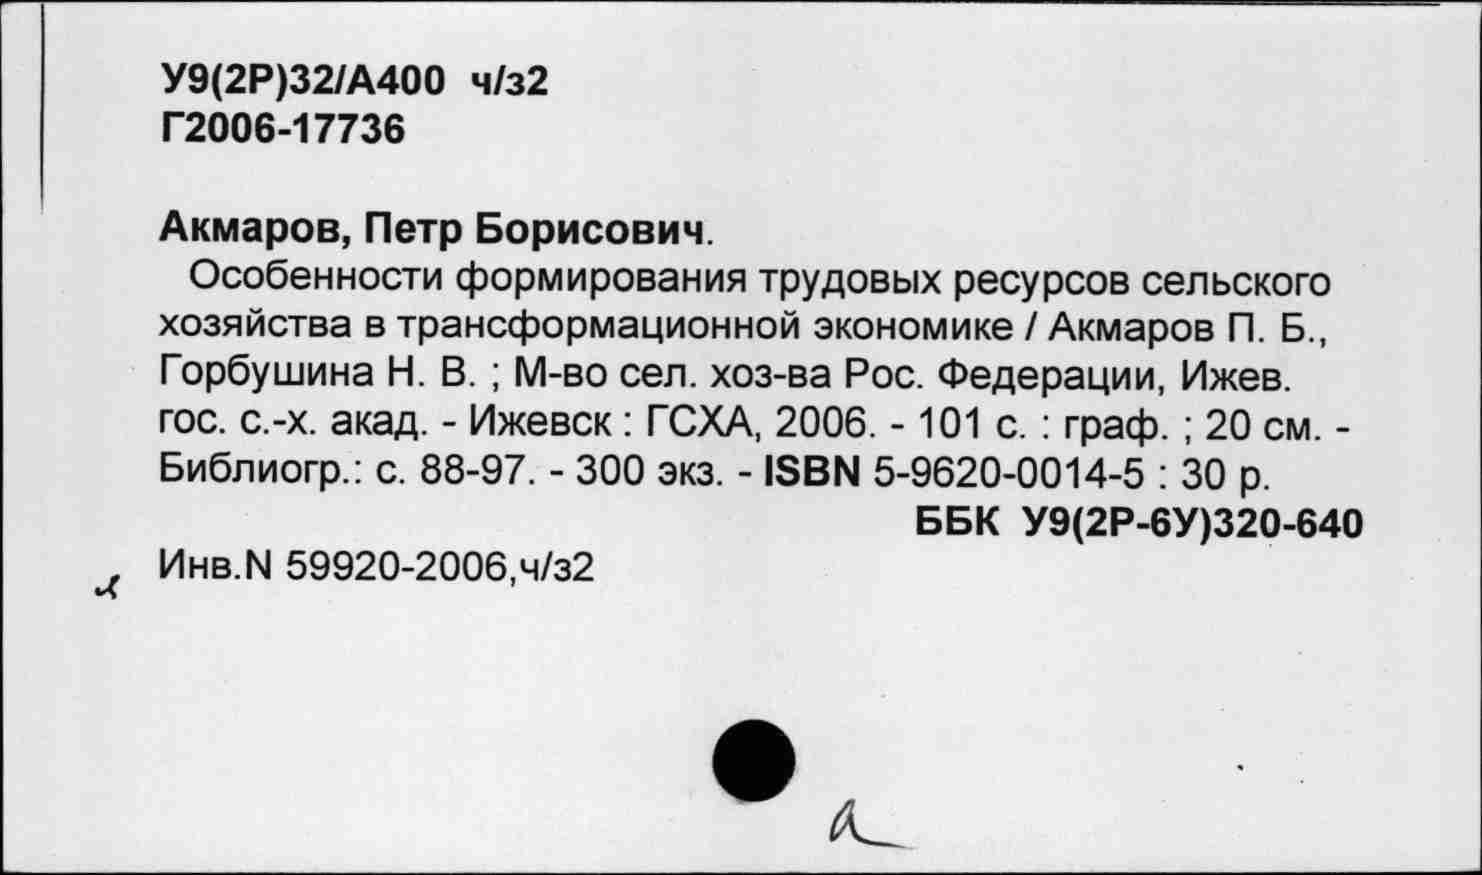 У9(2Р)32/А400 ч/з2
Г2006-17736
Акмаров, Петр Борисович.
Особенности формирования трудовых ресурсов сельского
хозяйства в трансформационной экономике / Акмаров П. Б.,
Горбушина Н. В. ; М-во сел. хоз-ва Рос. Федерации, Ижев.
гос. с.-х. акад. - Ижевск : ГСХА, 2006. - 101 с. : граф. ; 20 см. -
Библиогр.: с. 88-97. - 300 экз. - ISBN 5-9620-0014-5 : 30 р.
ББК У9(2Р-6У)320-640
Инв.N 59920-2006,ч/з2
а